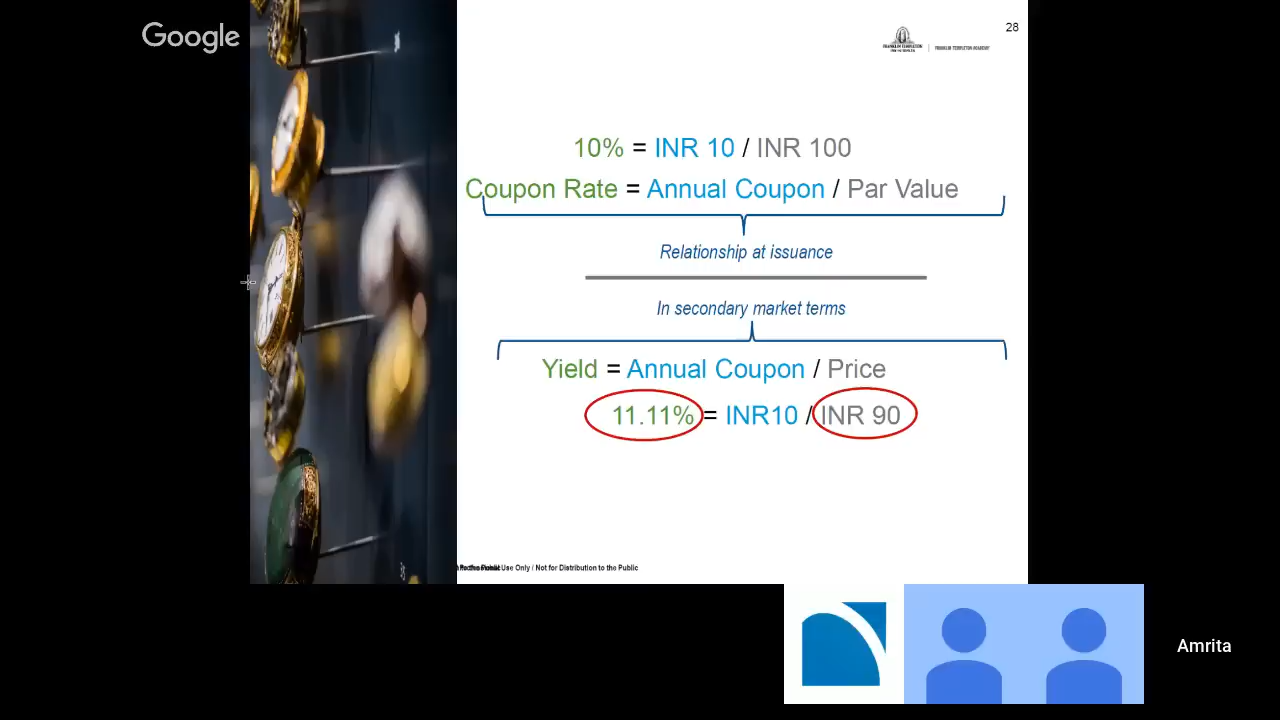 Google
28
FRANKLIN TEMPLETON
FRANKLIN TEMPLETON ACADEMY
10% = INR 10 / INR 100
Coupon Rate = Annual Coupon / Par Value
Relationship at issuance
In secondary market terms
Yield = Annual Coupon / Price
11.11% = INR10 / INR 90
Use Only / Not for Distribution to the Public
Amrita